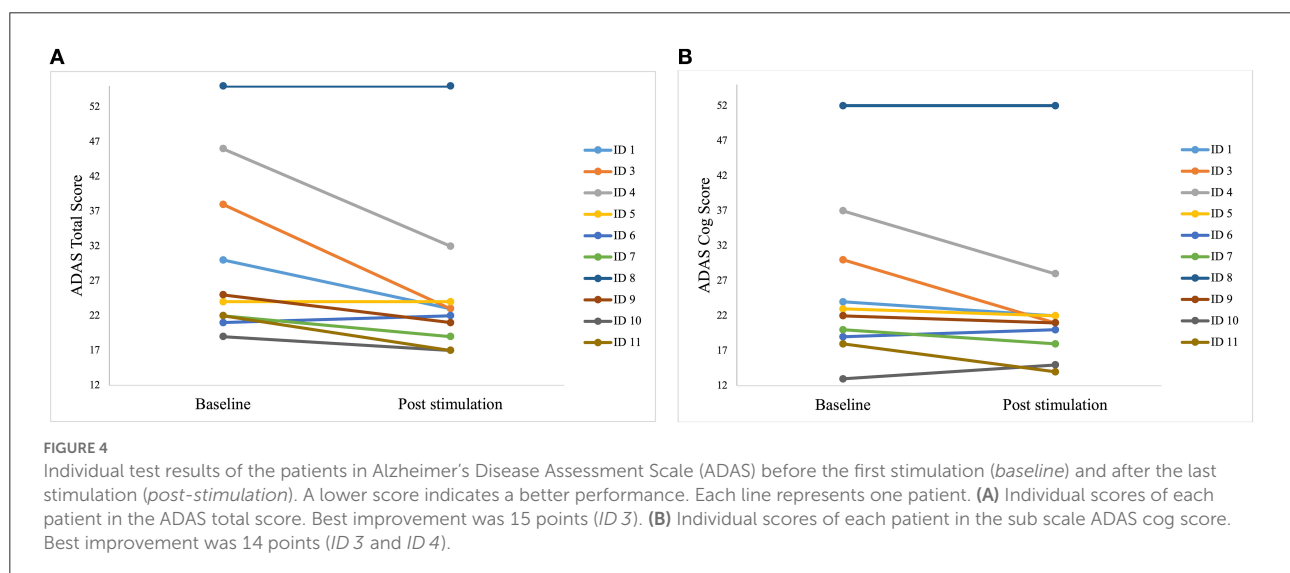 A
ADAS Total Score
52
47
42
37
32
27
22
17
12
Baseline
Post stimulation
ID 1
ID 3
ID 4
ID 5
ID 6
ID 7
ID 8
ID 9
ID 10
ID 11
B
ADAS Cog Score
52
47
42
37
32
27
22
17
12
Baseline
Post stimulation
ID 1
ID 3
ID 4
ID 5
ID 6
ID 7
ID 8
ID 9
ID 10
ID 11
FIGURE 4
Individual test results of the patients in Alzheimer's Disease Assessment Scale (ADAS) before the first stimulation (baseline) and after the last
stimulation (post-stimulation). A lower score indicates a better performance. Each line represents one patient. (A) Individual scores of each
patient in the ADAS total score. Best improvement was 15 points (ID 3). (B) Individual scores of each patient in the sub scale ADAS cog score.
Best improvement was 14 points (ID 3 and ID 4).